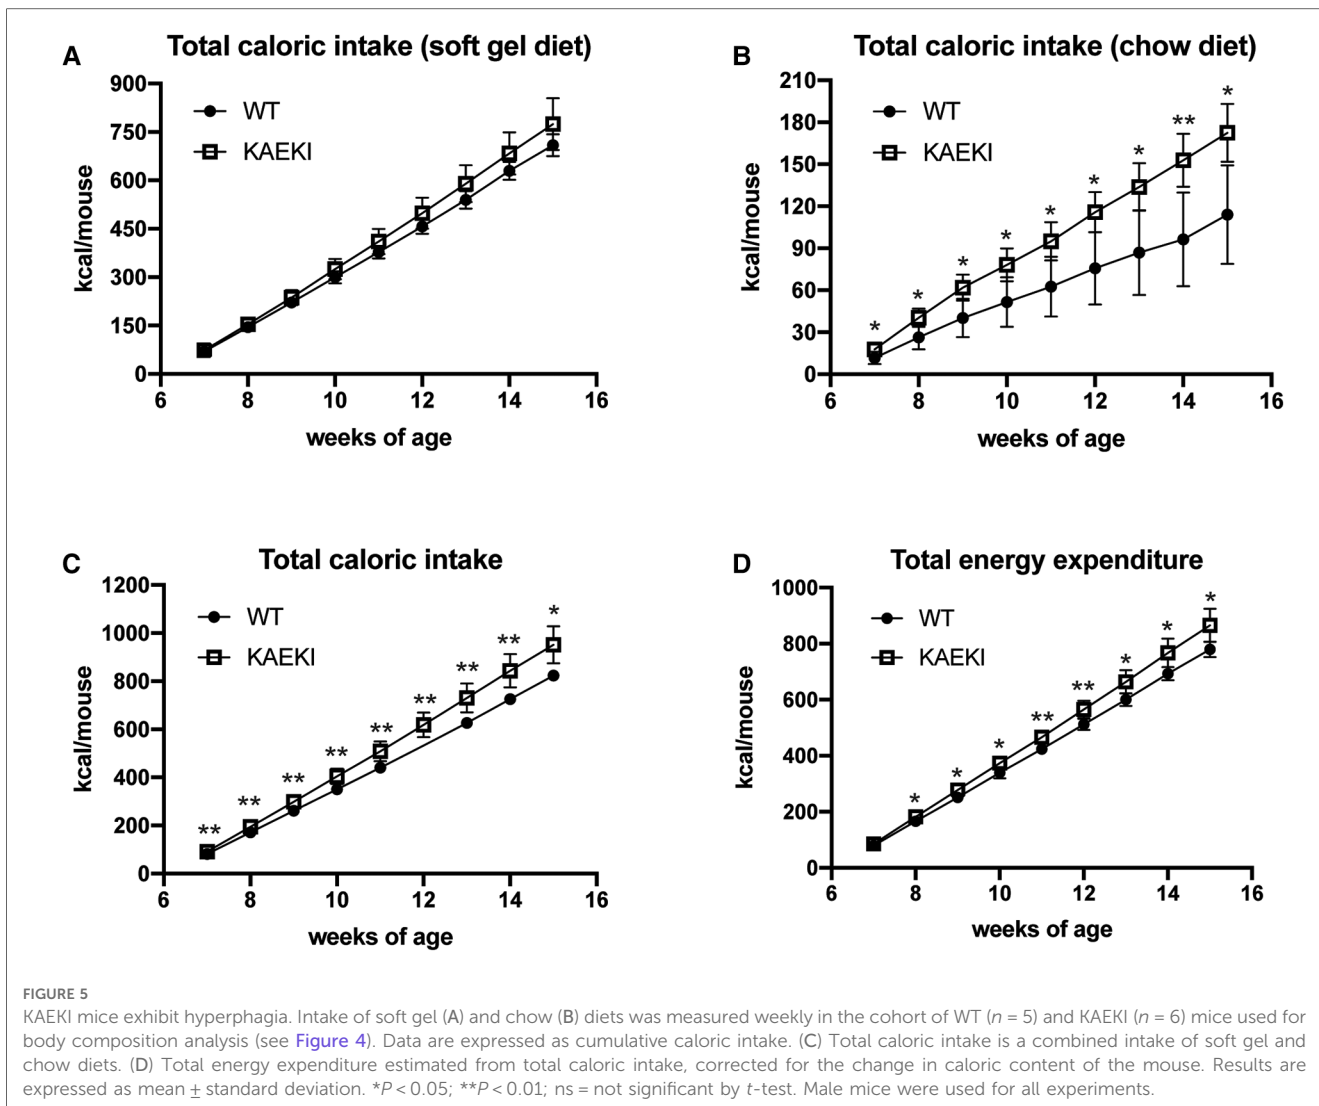 A
Total caloric intake (soft gel diet)
900
750
600
450
300
150
0
kcal/mouse
WT
KAEKI
6
8
10
12
14
16
weeks of age
B
Total caloric intake (chow diet)
210
180
150
120
90
60
30
0
kcal/mouse
WT
KAEKI
*
*
*
*
*
*
*
**
*
6
8
10
12
14
16
weeks of age
C
Total caloric intake
1200
1000
800
600
400
200
0
kcal/mouse
WT
KAEKI
**
**
**
**
**
**
**
**
*
6
8
10
12
14
16
weeks of age
D
Total energy expenditure
1000
800
600
400
200
0
kcal/mouse
WT
KAEKI
*
*
*
**
**
*
*
*
6
8
10
12
14
16
weeks of age
FIGURE 5
KAEKI mice exhibit hyperphagia. Intake of soft gel (A) and chow (B) diets was measured weekly in the cohort of WT (n = 5) and KAEKI (n = 6) mice used for
body composition analysis (see Figure 4). Data are expressed as cumulative caloric intake. (C) Total caloric intake is a combined intake of soft gel and
chow diets. (D) Total energy expenditure estimated from total caloric intake, corrected for the change in caloric content of the mouse. Results are
expressed as mean ± standard deviation. *P < 0.05; **P < 0.01; ns = not significant by t-test. Male mice were used for all experiments.